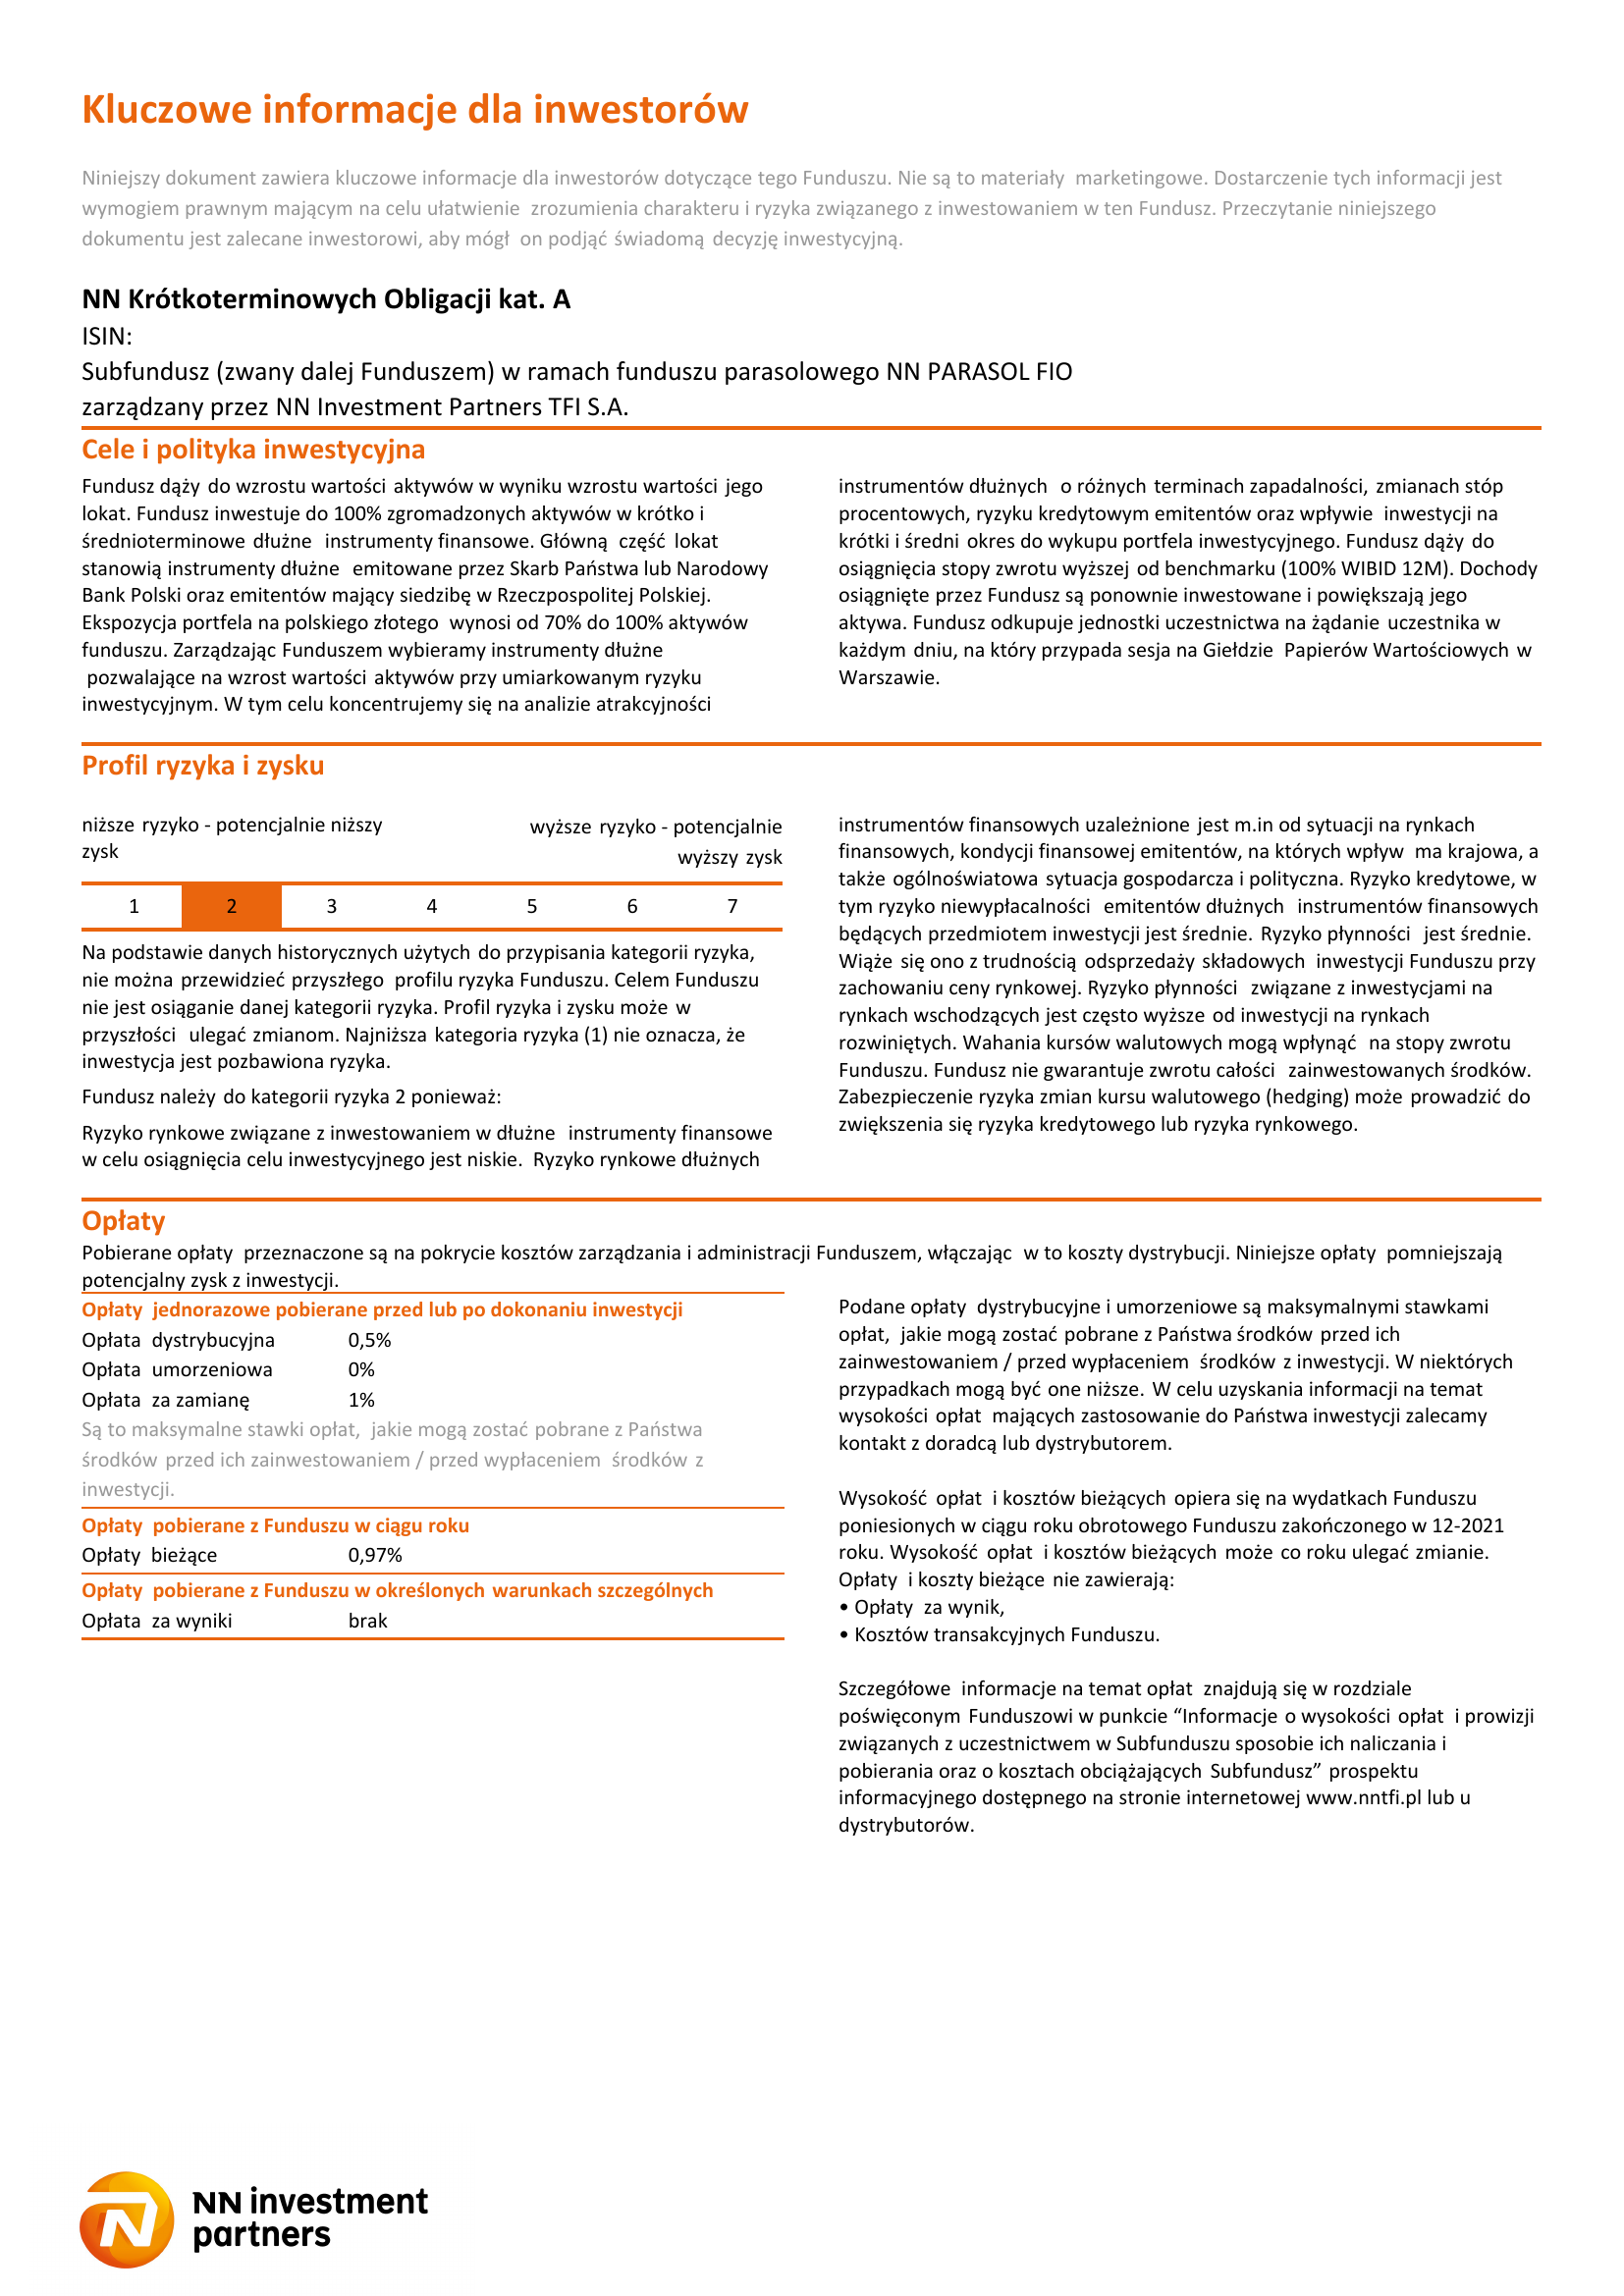 Kluczowe informacje dla inwestorów
Niniejszy dokument zawiera kluczowe informacje dla inwestorów dotyczące tego Funduszu. Nie są to materiały marketingowe. Dostarczenie tych informacji jest
wymogiem prawnym mającym na celu ułatwienie zrozumienia charakteru i ryzyka związanego z inwestowaniem w ten Fundusz. Przeczytanie niniejszego
dokumentu jest zalecane inwestorowi, aby mógł on podjąć świadomą decyzję inwestycyjną.
NN Krótkoterminowych Obligacji kat. A
ISIN:
Subfundusz (zwany dalej Funduszem) w ramach funduszu parasolowego NN PARASOL FIO
zarządzany przez NN Investment Partners TFI S.A.
Cele i polityka inwestycyjna
Fundusz dąży do wzrostu wartości aktywów w wyniku wzrostu wartości jego
lokat. Fundusz inwestuje do 100% zgromadzonych aktywów w krótko i
średnioterminowe dłużne instrumenty finansowe. Główną część lokat
stanowią instrumenty dłużne emitowane przez Skarb Państwa lub Narodowy
Bank Polski oraz emitentów mający siedzibę w Rzeczpospolitej Polskiej.
Ekspozycja portfela na polskiego złotego wynosi od 70% do 100% aktywów
funduszu. Zarządzając Funduszem wybieramy instrumenty dłużne
pozwalające na wzrost wartości aktywów przy umiarkowanym ryzyku
inwestycyjnym. W tym celu koncentrujemy się na analizie atrakcyjności
instrumentów dłużnych o różnych terminach zapadalności, zmianach stóp
procentowych, ryzyku kredytowym emitentów oraz wpływie inwestycji na
krótki i średni okres do wykupu portfela inwestycyjnego. Fundusz dąży do
osiągnięcia stopy zwrotu wyższej od benchmarku (100% WIBID 12M). Dochody
osiągnięte przez Fundusz są ponownie inwestowane i powiększają jego
aktywa. Fundusz odkupuje jednostki uczestnictwa na żądanie uczestnika w
każdym dniu, na który przypada sesja na Giełdzie Papierów Wartościowych w
Warszawie.
Profil ryzyka i zysku
niższe ryzyko - potencjalnie niższy
zysk
wyższe ryzyko - potencjalnie
wyższy zysk
1 2 3 4 5 6 7
Na podstawie danych historycznych użytych do przypisania kategorii ryzyka,
nie można przewidzieć przyszłego profilu ryzyka Funduszu. Celem Funduszu
nie jest osiąganie danej kategorii ryzyka. Profil ryzyka i zysku może w
przyszłości ulegać zmianom. Najniższa kategoria ryzyka (1) nie oznacza, że
inwestycja jest pozbawiona ryzyka.
Fundusz należy do kategorii ryzyka 2 ponieważ:
Ryzyko rynkowe związane z inwestowaniem w dłużne instrumenty finansowe
w celu osiągnięcia celu inwestycyjnego jest niskie. Ryzyko rynkowe dłużnych
instrumentów finansowych uzależnione jest m.in od sytuacji na rynkach
finansowych, kondycji finansowej emitentów, na których wpływ ma krajowa, a
także ogólnoświatowa sytuacja gospodarcza i polityczna. Ryzyko kredytowe, w
tym ryzyko niewypłacalności emitentów dłużnych instrumentów finansowych
będących przedmiotem inwestycji jest średnie. Ryzyko płynności jest średnie.
Wiąże się ono z trudnością odsprzedaży składowych inwestycji Funduszu przy
zachowaniu ceny rynkowej. Ryzyko płynności związane z inwestycjami na
rynkach wschodzących jest często wyższe od inwestycji na rynkach
rozwiniętych. Wahania kursów walutowych mogą wpłynąć na stopy zwrotu
Funduszu. Fundusz nie gwarantuje zwrotu całości zainwestowanych środków.
Zabezpieczenie ryzyka zmian kursu walutowego (hedging) może prowadzić do
zwiększenia się ryzyka kredytowego lub ryzyka rynkowego.
Opłaty
Pobierane opłaty przeznaczone są na pokrycie kosztów zarządzania i administracji Funduszem, włączając w to koszty dystrybucji. Niniejsze opłaty pomniejszają
potencjalny zysk z inwestycji.
Opłaty jednorazowe pobierane przed lub po dokonaniu inwestycji
Opłata dystrybucyjna 0,5%
Opłata umorzeniowa 0%
Opłata za zamianę 1%
Są to maksymalne stawki opłat, jakie mogą zostać pobrane z Państwa
środków przed ich zainwestowaniem / przed wypłaceniem środków z
inwestycji.
Opłaty pobierane z Funduszu w ciągu roku
Opłaty bieżące 0,97%
Opłaty pobierane z Funduszu w określonych warunkach szczególnych
Opłata za wyniki brak
Podane opłaty dystrybucyjne i umorzeniowe są maksymalnymi stawkami
opłat, jakie mogą zostać pobrane z Państwa środków przed ich
zainwestowaniem / przed wypłaceniem środków z inwestycji. W niektórych
przypadkach mogą być one niższe. W celu uzyskania informacji na temat
wysokości opłat mających zastosowanie do Państwa inwestycji zalecamy
kontakt z doradcą lub dystrybutorem.
Wysokość opłat i kosztów bieżących opiera się na wydatkach Funduszu
poniesionych w ciągu roku obrotowego Funduszu zakończonego w 12-2021
roku. Wysokość opłat i kosztów bieżących może co roku ulegać zmianie.
Opłaty i koszty bieżące nie zawierają:
• Opłaty za wynik,
• Kosztów transakcyjnych Funduszu.
Szczegółowe informacje na temat opłat znajdują się w rozdziale
poświęconym Funduszowi w punkcie “Informacje o wysokości opłat i prowizji
związanych z uczestnictwem w Subfunduszu sposobie ich naliczania i
pobierania oraz o kosztach obciążających Subfundusz” prospektu
informacyjnego dostępnego na stronie internetowej www.nntfi.pl lub u
dystrybutorów.
NN investment
partners